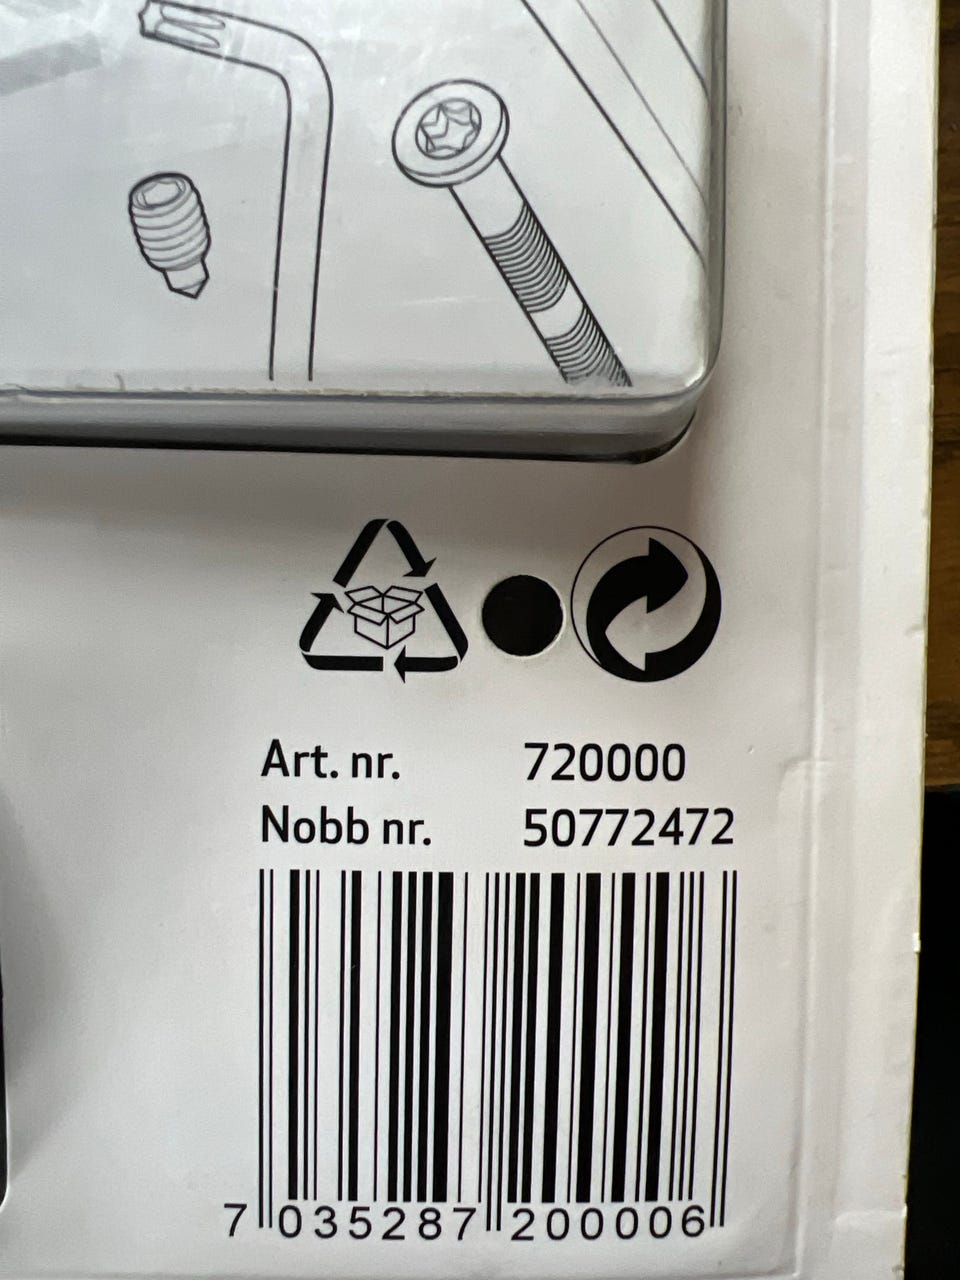 Art. nr. 720000
Nobb nr. 50772472
7 035287 200006